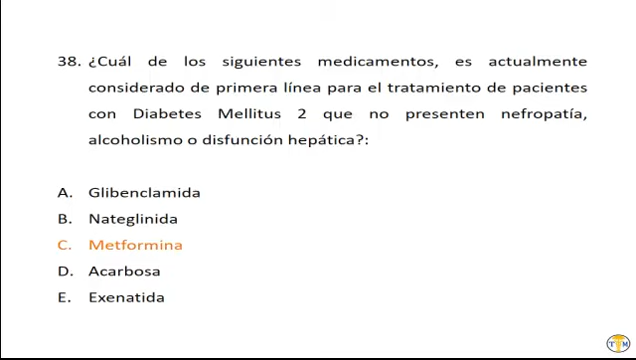 38. ¿Cuál de los siguientes medicamentos, es actualmente
considerado de primera línea para el tratamiento de pacientes
con Diabetes Mellitus 2 que no presenten nefropatía,
alcoholismo o disfunción hepática?:
A. Glibenclamida
B. Nateglinida
C. Metformina
D. Acarbosa
E. Exenatida
T M